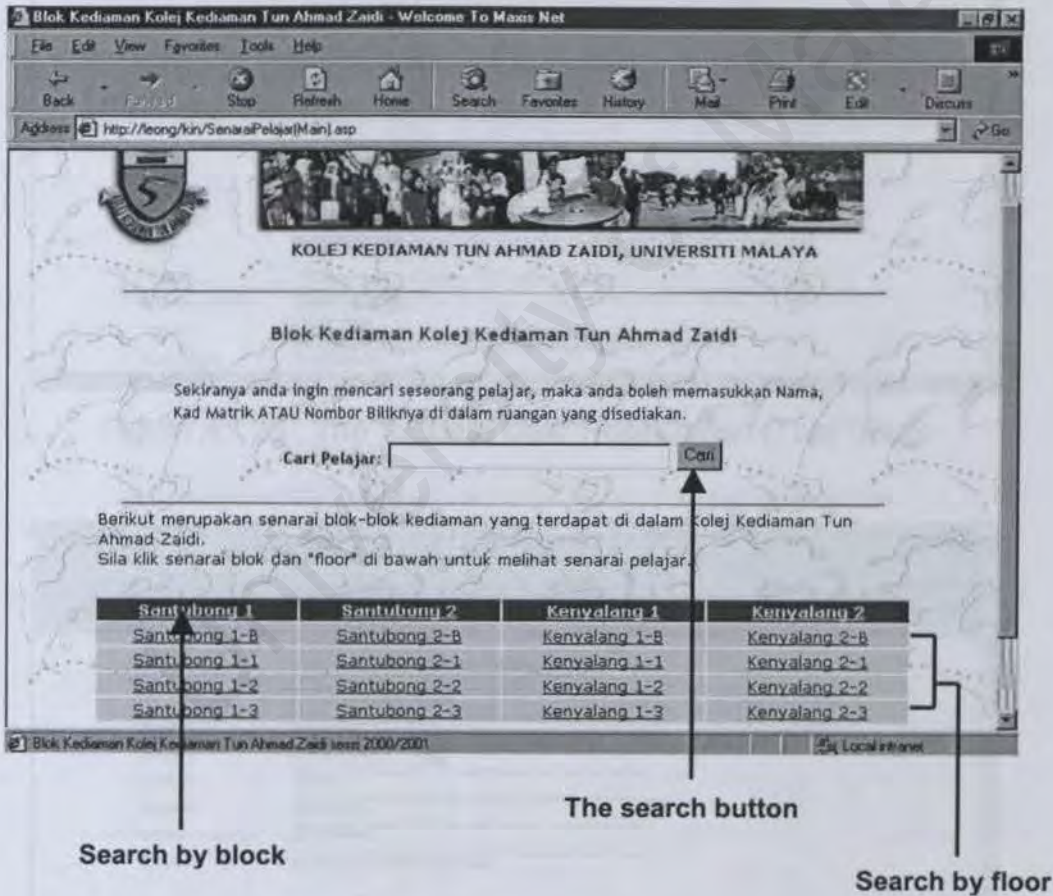 Blok Kediaman Kolej Kediaman Tun Ahmad Zaidi - Welcome To Maxis Net
File Edit View Favorites Tools Help
Back Forward Stop Refresh Home Search Favorites History Mail Print Edit Discuss
Address http://leong/kin/SenaraiPelajar(Main).asp Go
KOLEJ KEDIAMAN TUN AHMAD ZAIDI, UNIVERSITI MALAYA
Blok Kediaman Kolej Kediaman Tun Ahmad Zaidi
Sekiranya anda ingin mencari seseorang pelajar, maka anda boleh memasukkan Nama,
Kad Matrik ATAU Nombor Biliknya di dalam ruangan yang disediakan.
Cari Pelajar: Cari
Berikut merupakan senarai blok-blok kediaman yang terdapat di dalam Kolej Kediaman Tun
Ahmad Zaidi.
Sila klik senarai blok dan "floor" di bawah untuk melihat senarai pelajar.
Santubong 1 Santubong 2 Kenyalang 1 Kenyalang 2
Santubong 1-B Santubong 2-B Kenyalang 1-B Kenyalang 2-B
Santubong 1-1 Santubong 2-1 Kenyalang 1-1 Kenyalang 2-1
Santubong 1-2 Santubong 2-2 Kenyalang 1-2 Kenyalang 2-2
Santubong 1-3 Santubong 2-3 Kenyalang 1-3 Kenyalang 2-3
Blok Kediaman Kolej Kediaman Tun Ahmad Zaidi sessi 2000/2001 Local intranet
The search button
Search by block
Search by floor